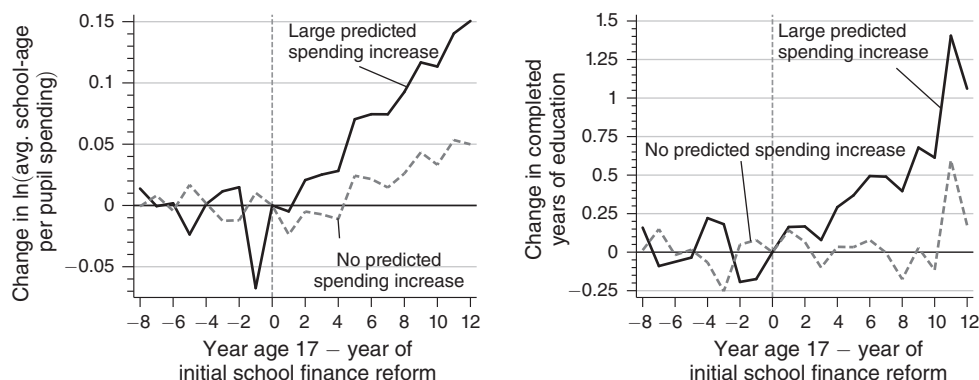 Change in ln(avg. school-age
per pupil spending)
0.15
0.1
0.05
0
−0.05
Large predicted
spending increase
No predicted
spending increase
−8 −6 −4 −2 0 2 4 6 8 10 12
Year age 17 − year of
initial school finance reform
Change in completed
years of education
1.5
1.25
1
0.75
0.5
0.25
0
−0.25
Large predicted
spending increase
No predicted spending increase
−8 −6 −4 −2 0 2 4 6 8 10 12
Year age 17 − year of
initial school finance reform